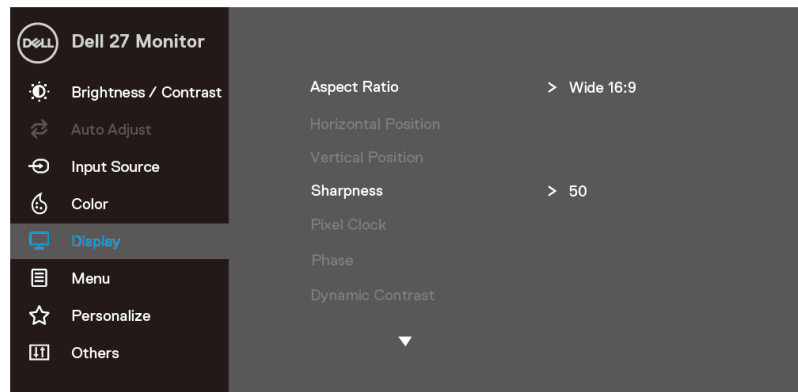 DELL
Dell 27 Monitor
Brightness / Contrast
Auto Adjust
Input Source
Color
Display
Menu
Personalize
Others
Aspect Ratio > Wide 16:9
Horizontal Position
Vertical Position
Sharpness > 50
Pixel Clock
Phase
Dynamic Contrast